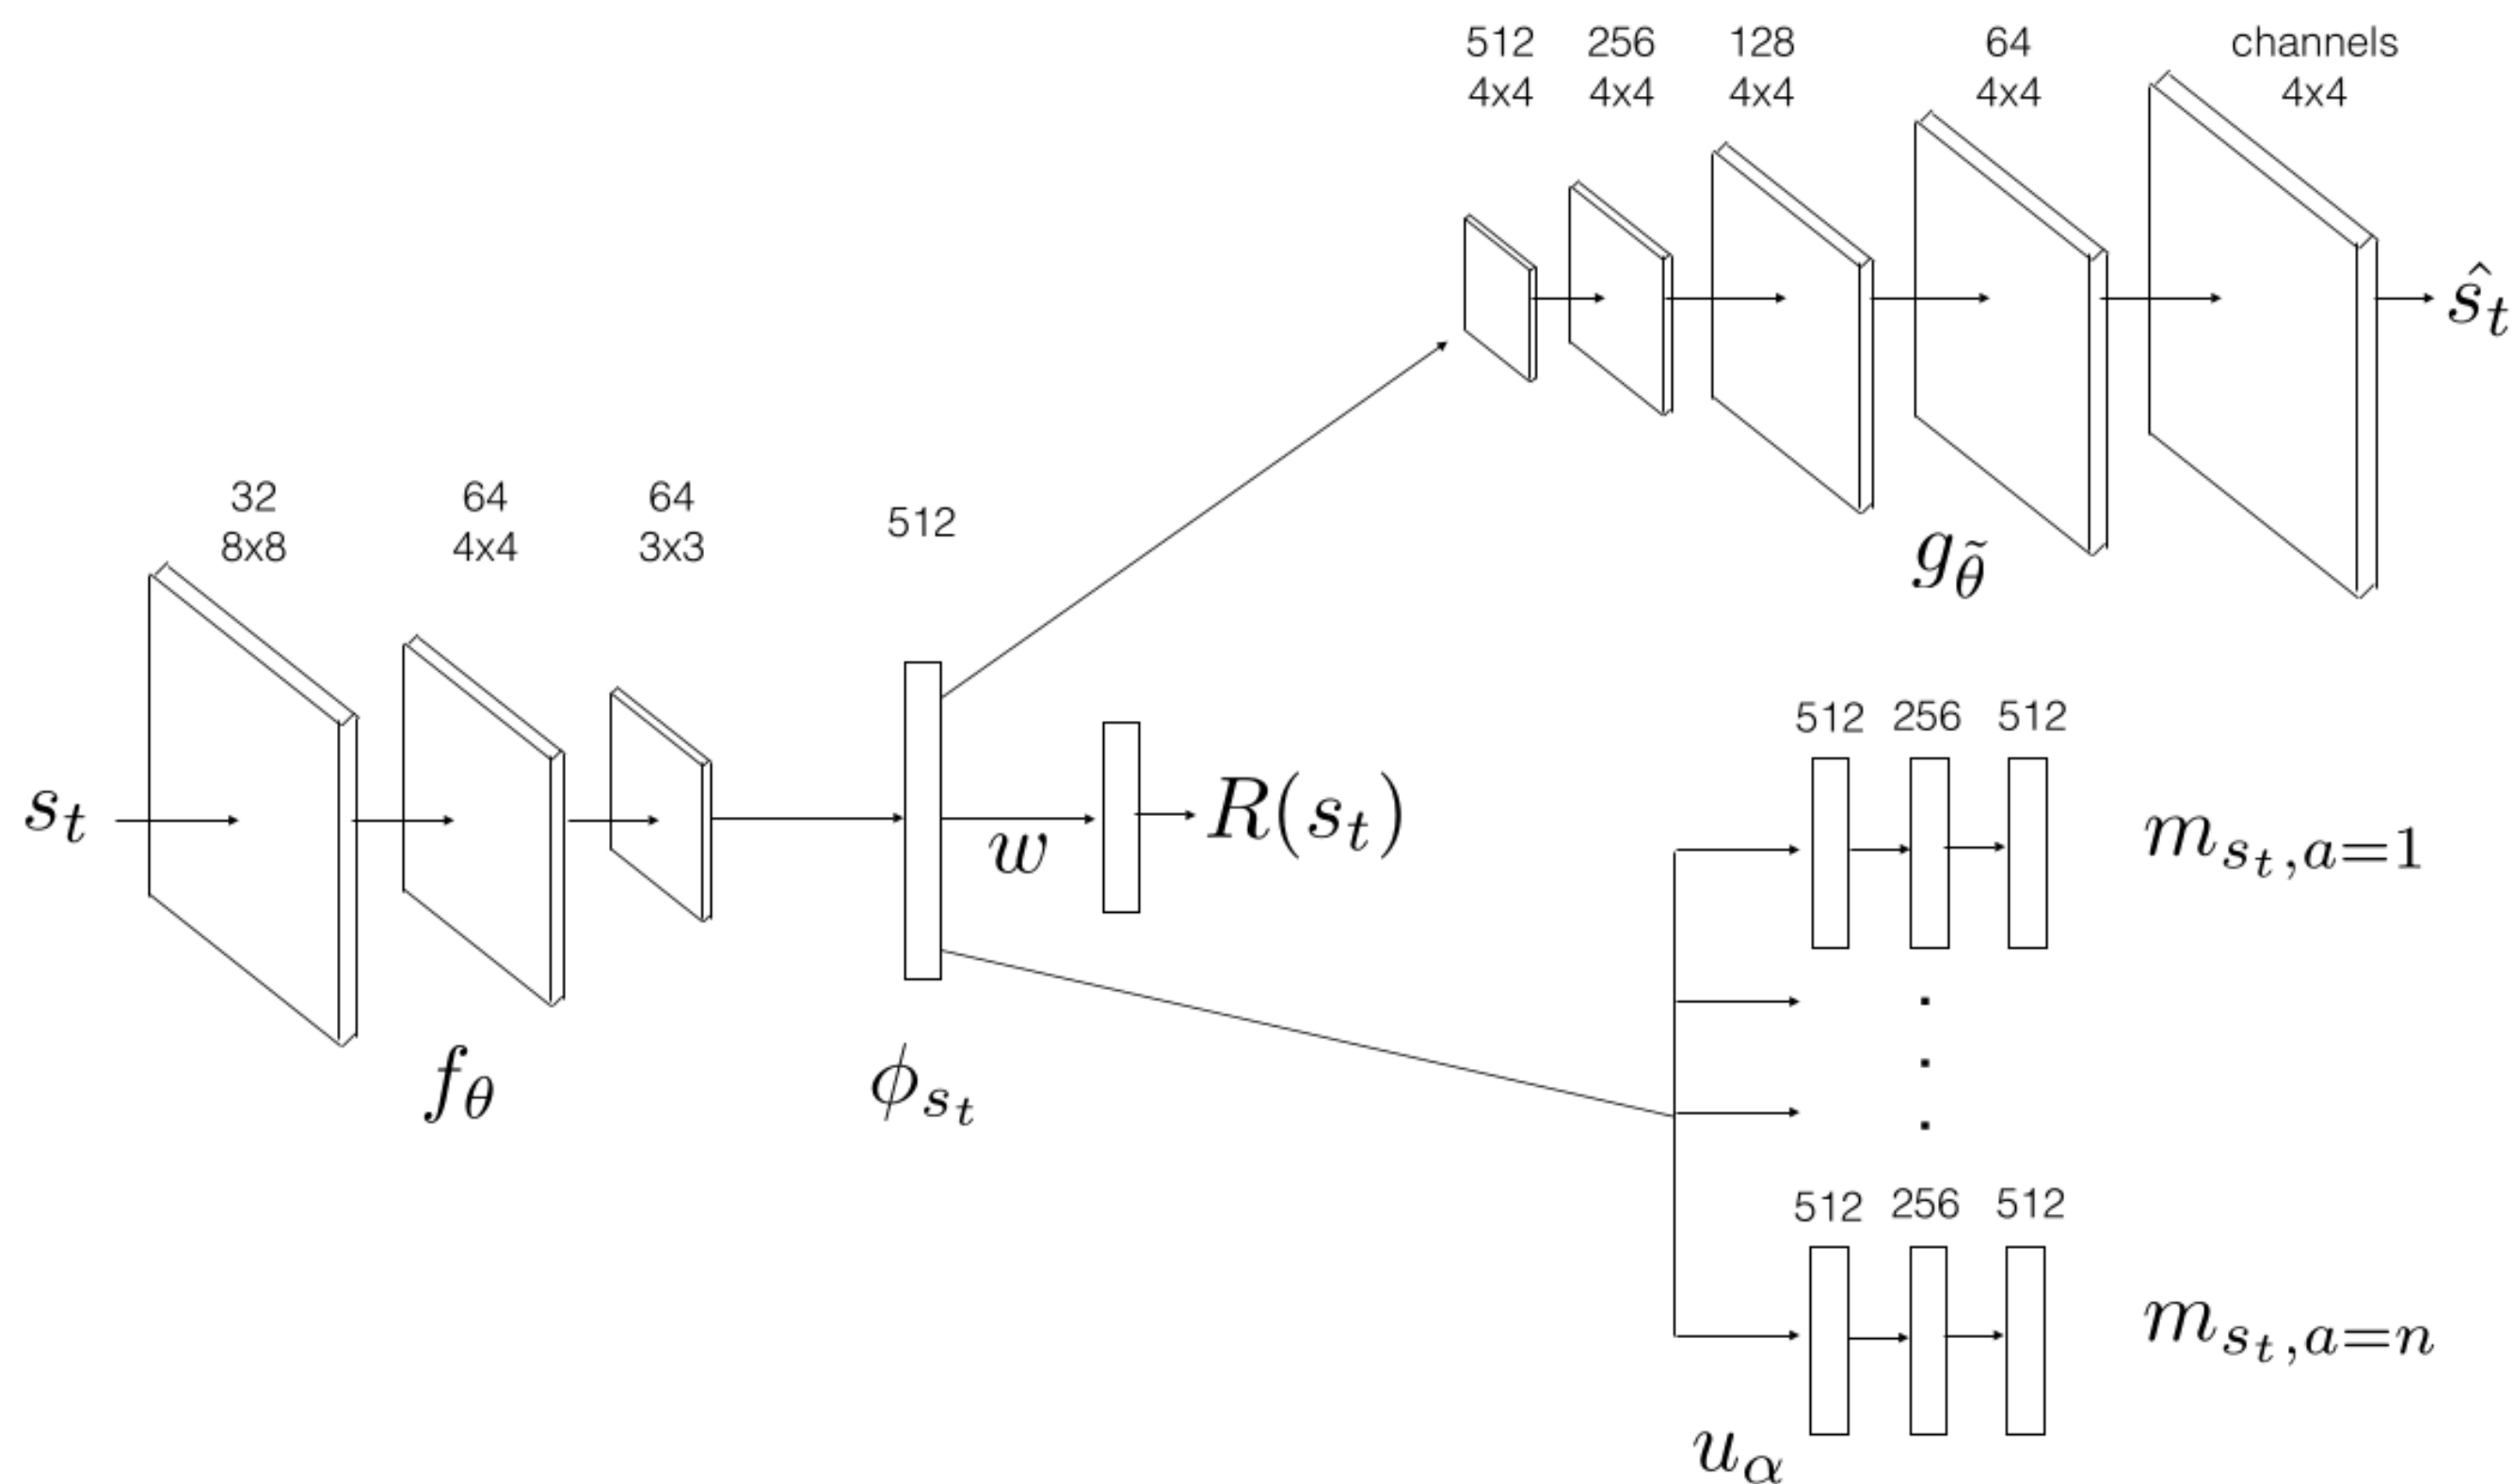 512 256 128 64 channels
4x4 4x4 4x4 4x4 4x4
ŝ_t
g_θ̃
32 64 64 512
8x8 4x4 3x3
s_t
w
R(s_t)
f_θ
ϕ_{s_t}
512 256 512
m_{s_t,a=1}
.
.
.
512 256 512
m_{s_t,a=n}
u_α